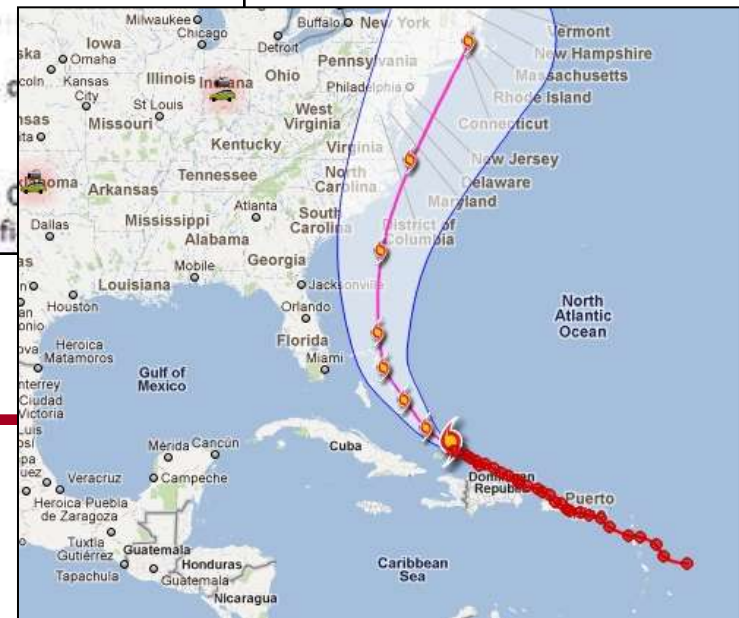 Milwaukee
Buffalo
New York
Vermont
Iowa
Chicago
Detroit
New Hampshire
Omaha
Pennsylvania
Massachusetts
Illinois
Indiana
Ohio
Kansas
City
Philadelphia
Rhode Island
St Louis
West
Virginia
Connecticut
Missouri
Kentucky
Virginia
New Jersey
Tennessee
North
Carolina
Delaware
Arkansas
Maryland
Atlanta
South
Carolina
District of
Columbia
Dallas
Mississippi
Alabama
Georgia
Mobile
Louisiana
Jacksonville
Houston
Orlando
North
Atlantic
Ocean
Florida
Heroica
Matamoros
Miami
Gulf of
Mexico
Ciudad
Victoria
Mérida
Cancún
Cuba
Veracruz
Campeche
Dominican
Republic
Puerto
Heroica Puebla
de Zaragoza
Tuxtla
Gutiérrez
Guatemala
Honduras
Caribbean
Sea
Tapachula
Guatemala
Nicaragua